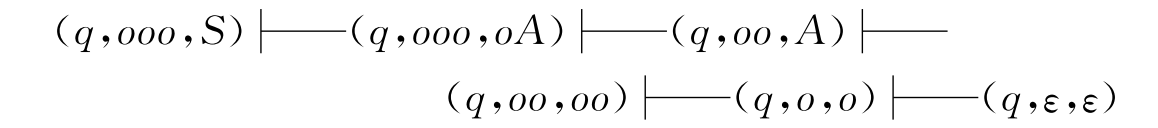 (q,ooo,S) ⊢ (q,ooo,oA) ⊢ (q,oo,A) ⊢
(q,oo,oo) ⊢ (q,o,o) ⊢ (q,ε,ε)